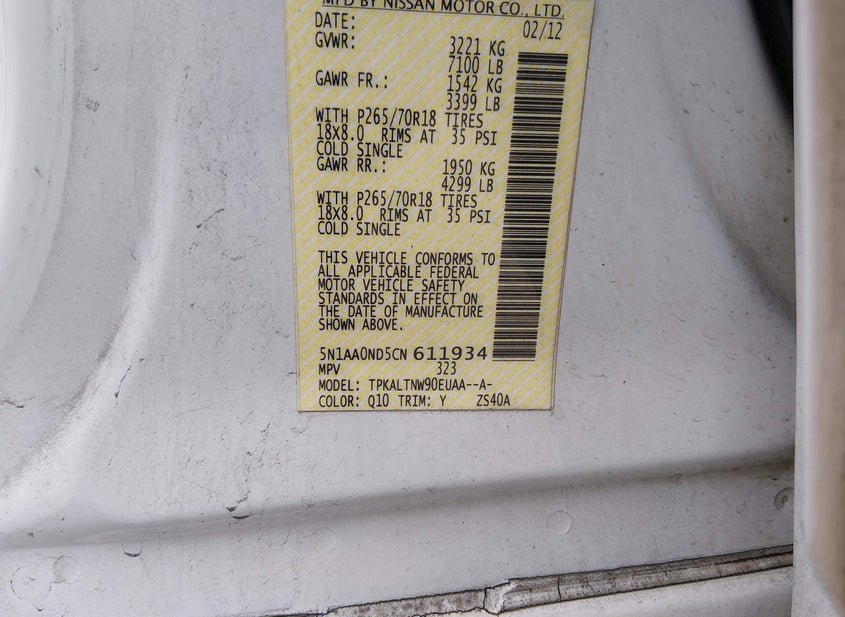 MFD BY NISSAN MOTOR CO., LTD.
DATE: 02/12
GVWR: 3221 KG
7100 LB
GAWR FR.: 1542 KG
3399 LB
WITH P265/70R18 TIRES
18X8.0 RIMS AT 35 PSI
COLD SINGLE
GAWR RR.: 1950 KG
4299 LB
WITH P265/70R18 TIRES
18X8.0 RIMS AT 35 PSI
COLD SINGLE
THIS VEHICLE CONFORMS TO
ALL APPLICABLE FEDERAL
MOTOR VEHICLE SAFETY
STANDARDS IN EFFECT ON
THE DATE OF MANUFACTURE
SHOWN ABOVE.
5N1AA0ND5CN 611934
MPV 323
MODEL: TPKALTNW90EUAA--A-
COLOR: Q10 TRIM: Y ZS40A